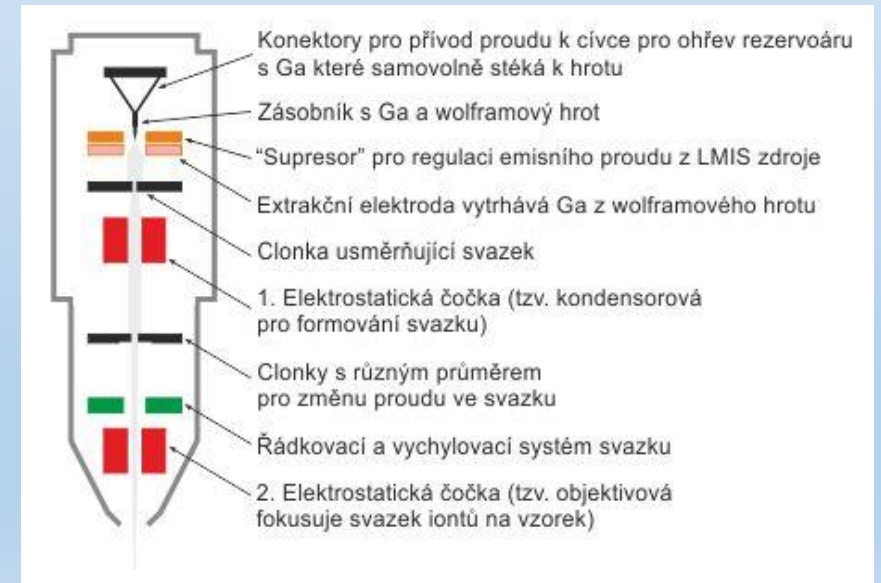 Konektory pro přívod proudu k cívce pro ohřev rezervoáru
s Ga které samovolně stéká k hrotu
Zásobník s Ga a wolframový hrot
“Supresor” pro regulaci emisního proudu z LMIS zdroje
Extrakční elektroda vytrhává Ga z wolframového hrotu
Clonka usměrňující svazek
1. Elektrostatická čočka (tzv. kondensorová
pro formování svazku)
Clonky s různým průměrem
pro změnu proudu ve svazku
Řádkovací a vychylovací systém svazku
2. Elektrostatická čočka (tzv. objektivová
fokusuje svazek iontů na vzorek)